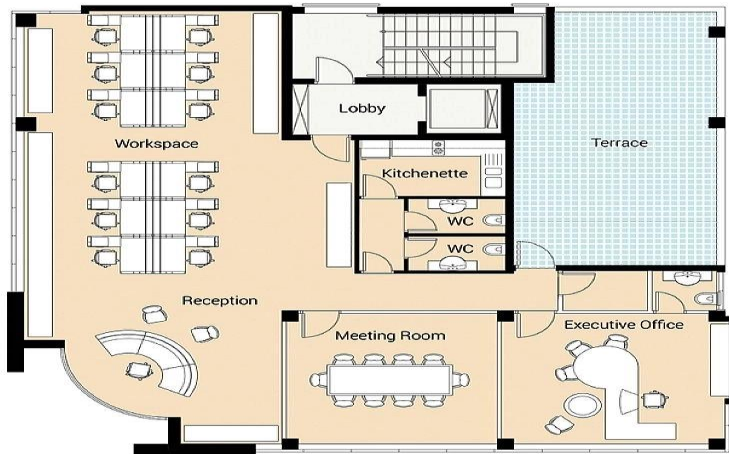 Lobby
Workspace
Terrace
Kitchenette
WC
WC
Reception
Meeting Room
Executive Office